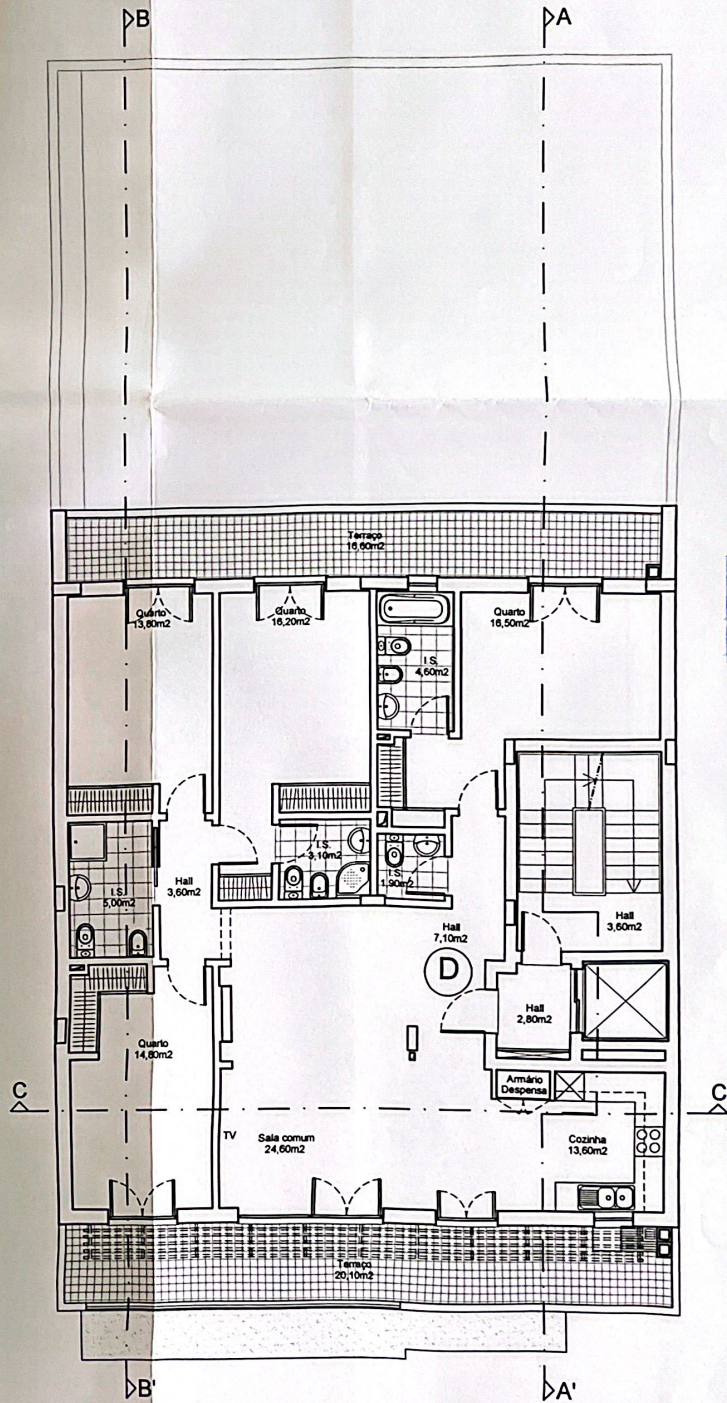 B
A
Terraço
16,60m2
Quarto
13,80m2
Quarto
16,20m2
Quarto
16,50m2
I.S.
4,60m2
I.S.
3,10m2
I.S.
1,90m2
I.S.
5,00m2
Hall
3,60m2
Hall
7,10m2
Hall
3,60m2
D
Hall
2,80m2
Quarto
14,80m2
Armário
Despensa
C
C
TV
Sala comum
24,60m2
Cozinha
13,60m2
Terraço
20,10m2
B'
A'